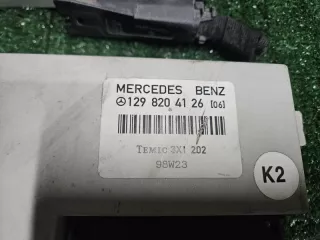 MERCEDES BENZ
129 820 41 26 [06]
TEMIC 3X1 202
98W23
K2